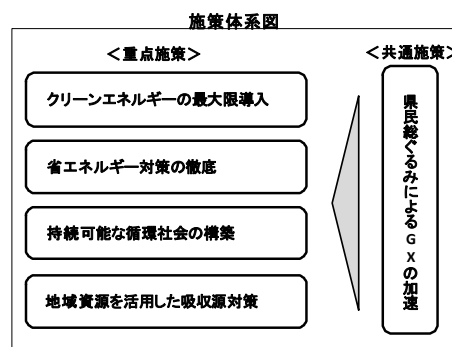 施策体系図
＜重点施策＞
クリーンエネルギーの最大限導入
省エネルギー対策の徹底
持続可能な循環社会の構築
地域資源を活用した吸収源対策
＜共通施策＞
県民総ぐるみによるGXの加速